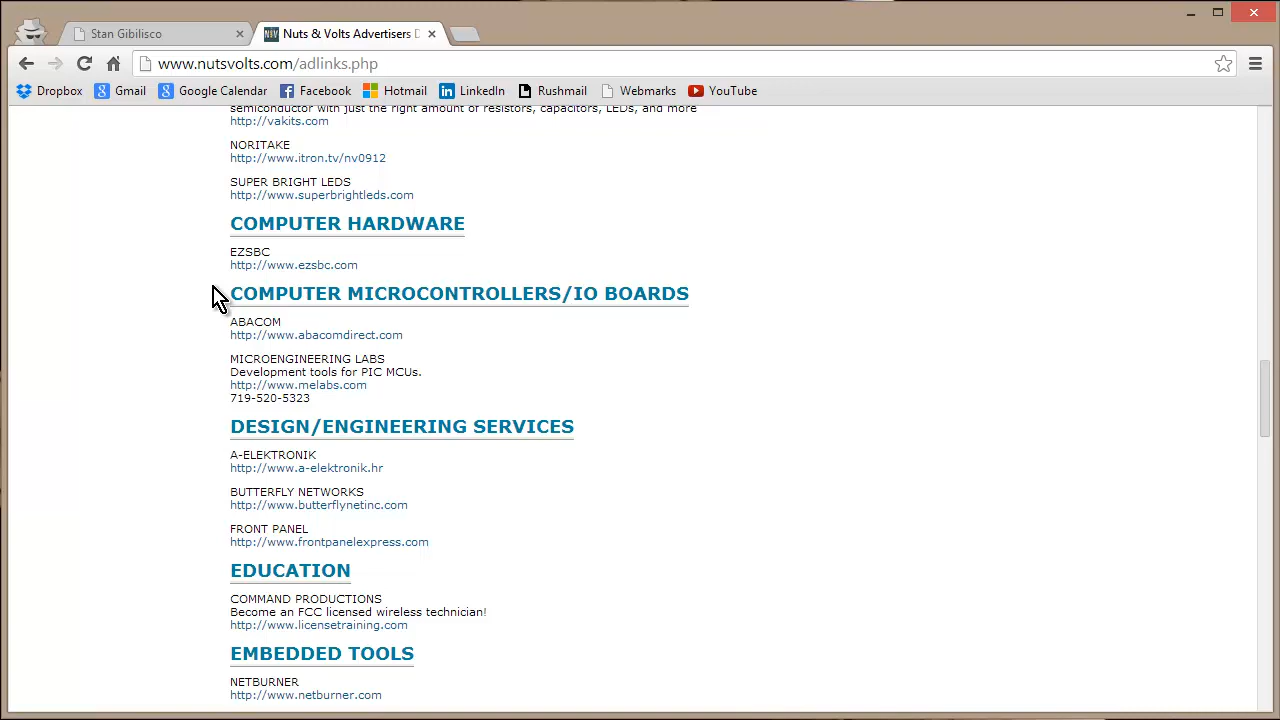 Stan Gibilisco
Nuts & Volts Advertisers D
www.nutsvolts.com/adlinks.php
Dropbox Gmail Google Calendar Facebook Hotmail LinkedIn Rushmail Webmarks YouTube
semiconductor with just the right amount of resistors, capacitors, LEDs, and more
http://vakits.com
NORITAKE
http://www.itron.tv/nv0912
SUPER BRIGHT LEDS
http://www.superbrightleds.com
COMPUTER HARDWARE
EZSBC
http://www.ezsbc.com
COMPUTER MICROCONTROLLERS/IO BOARDS
ABACOM
http://www.abacomdirect.com
MICROENGINEERING LABS
Development tools for PIC MCUs.
http://www.melabs.com
719-520-5323
DESIGN/ENGINEERING SERVICES
A-ELEKTRONIK
http://www.a-elektronik.hr
BUTTERFLY NETWORKS
http://www.butterflynetinc.com
FRONT PANEL
http://www.frontpanelexpress.com
EDUCATION
COMMAND PRODUCTIONS
Become an FCC licensed wireless technician!
http://www.licensetraining.com
EMBEDDED TOOLS
NETBURNER
http://www.netburner.com